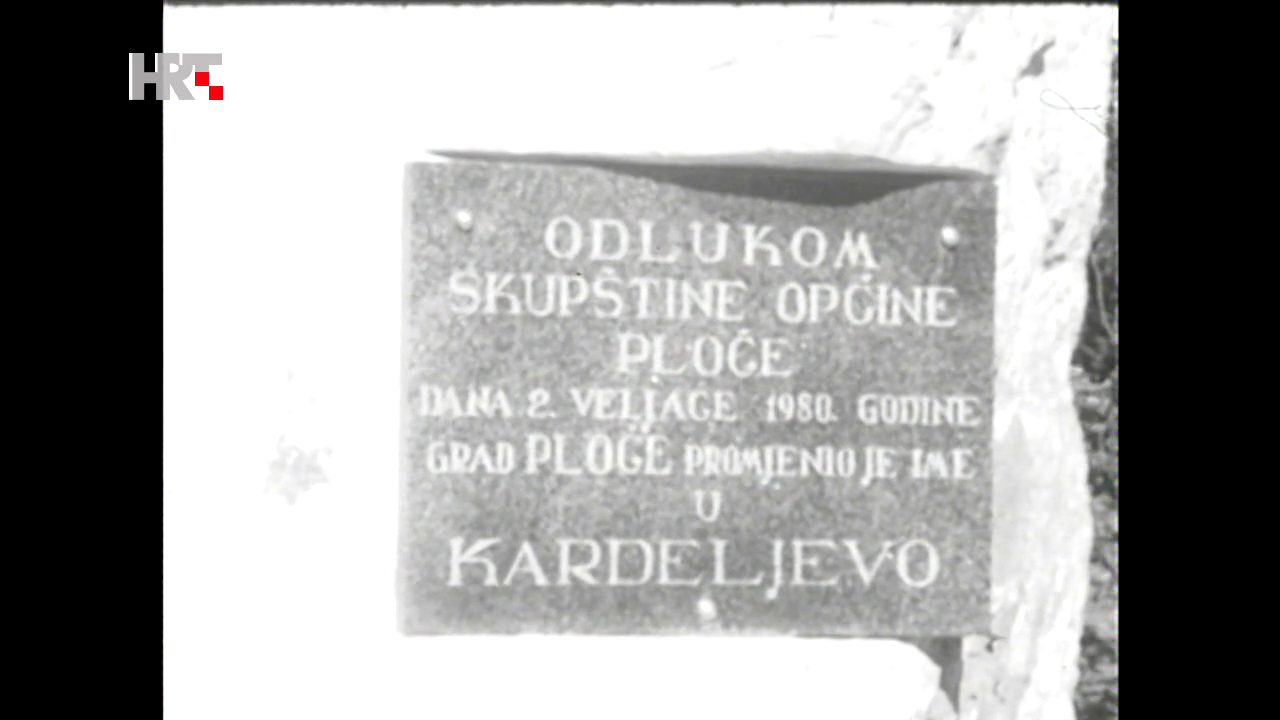 HRT
ODLUKOM
SKUPŠTINE OPĆINE
PLOČE
DANA 2. VELJAČE 1980. GODINE
GRAD PLOČE PROMJENIO JE IME
U
KARDELJEVO